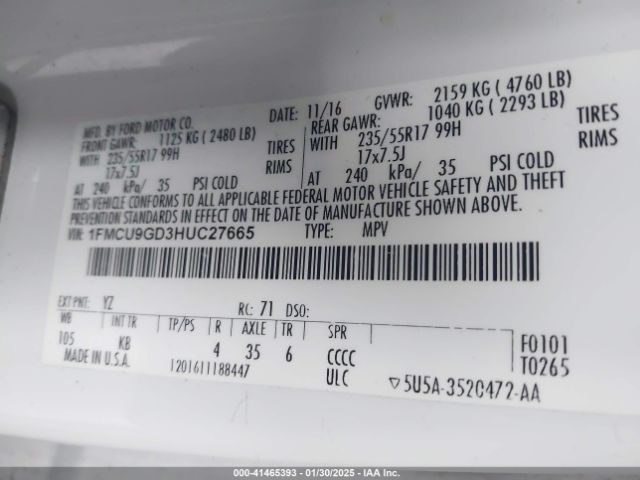 MFD. BY FORD MOTOR CO. DATE: 11/16 GVWR: 2159 KG ( 4760 LB)
FRONT GAWR: 1125 KG ( 2480 LB) REAR GAWR: 1040 KG ( 2293 LB)
WITH 235/55R17 99H TIRES WITH 235/55R17 99H TIRES
17x7.5J RIMS 17x7.5J RIMS
AT 240 kPa/ 35 PSI COLD AT 240 kPa/ 35 PSI COLD
THIS VEHICLE CONFORMS TO ALL APPLICABLE FEDERAL MOTOR VEHICLE SAFETY AND THEFT
PREVENTION STANDARDS IN EFFECT ON THE DATE OF MANUFACTURE SHOWN ABOVE.
VIN: 1FMCU9GD3HUC27665 TYPE: MPV
EXT PNT: YZ RC: 71 DSO:
WB INT TR TP/PS R AXLE TR SPR F0101
105 KB 4 35 6 CCCC T0265
MADE IN U.S.A. 1201611188447 ULC ▽5U5A-3520472-AA
000-41465393 - 01/30/2025 - IAA Inc.